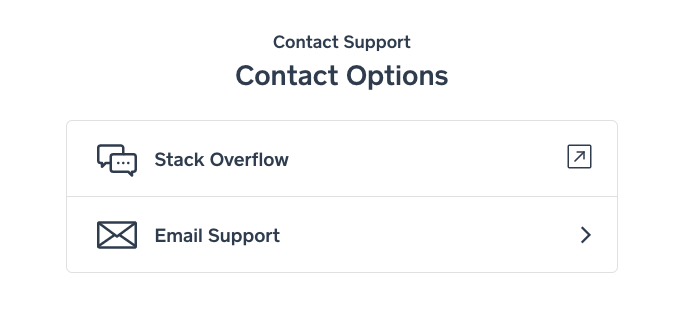 Contact Support
Contact Options
Stack Overflow
Email Support